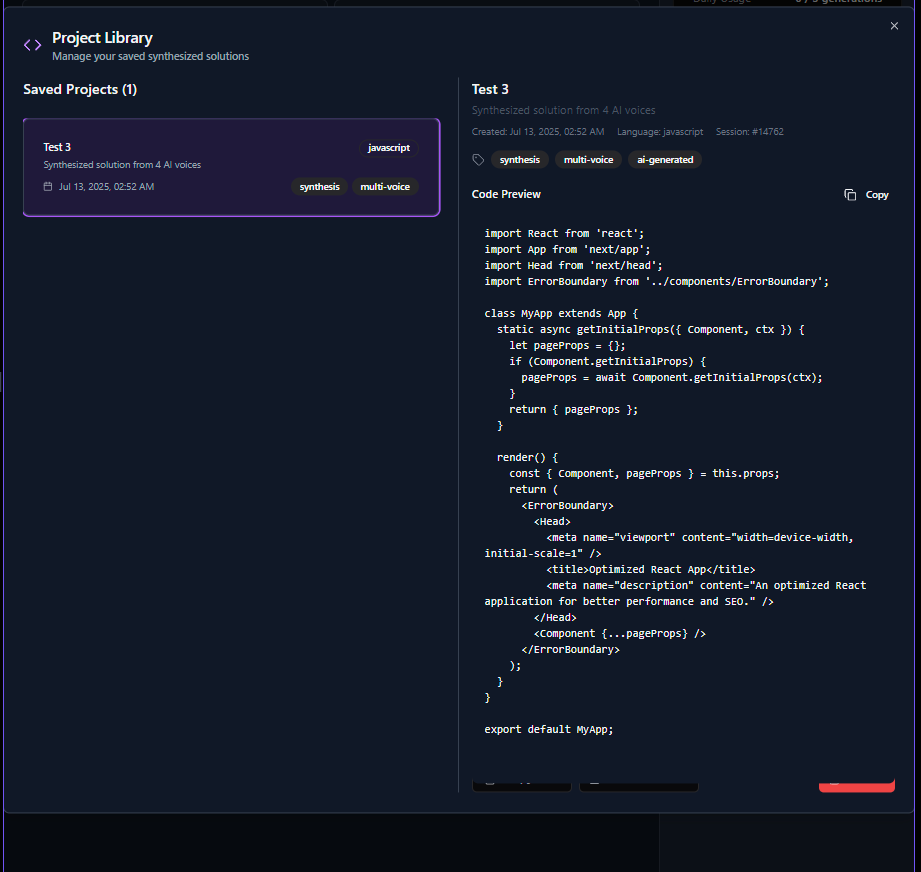 Daily Usage 0 / 3 generations
Project Library
Manage your saved synthesized solutions
Saved Projects (1)
Test 3
javascript
Synthesized solution from 4 AI voices
Jul 13, 2025, 02:52 AM
synthesis
multi-voice
Test 3
Synthesized solution from 4 AI voices
Created: Jul 13, 2025, 02:52 AM Language: javascript Session: #14762
synthesis
multi-voice
ai-generated
Code Preview
Copy
import React from 'react';
import App from 'next/app';
import Head from 'next/head';
import ErrorBoundary from '../components/ErrorBoundary';
class MyApp extends App {
static async getInitialProps({ Component, ctx }) {
let pageProps = {};
if (Component.getInitialProps) {
pageProps = await Component.getInitialProps(ctx);
}
return { pageProps };
}
render() {
const { Component, pageProps } = this.props;
return (
<ErrorBoundary>
<Head>
<meta name="viewport" content="width=device-width,
initial-scale=1" />
<title>Optimized React App</title>
<meta name="description" content="An optimized React
application for better performance and SEO." />
</Head>
<Component {...pageProps} />
</ErrorBoundary>
);
}
}
export default MyApp;